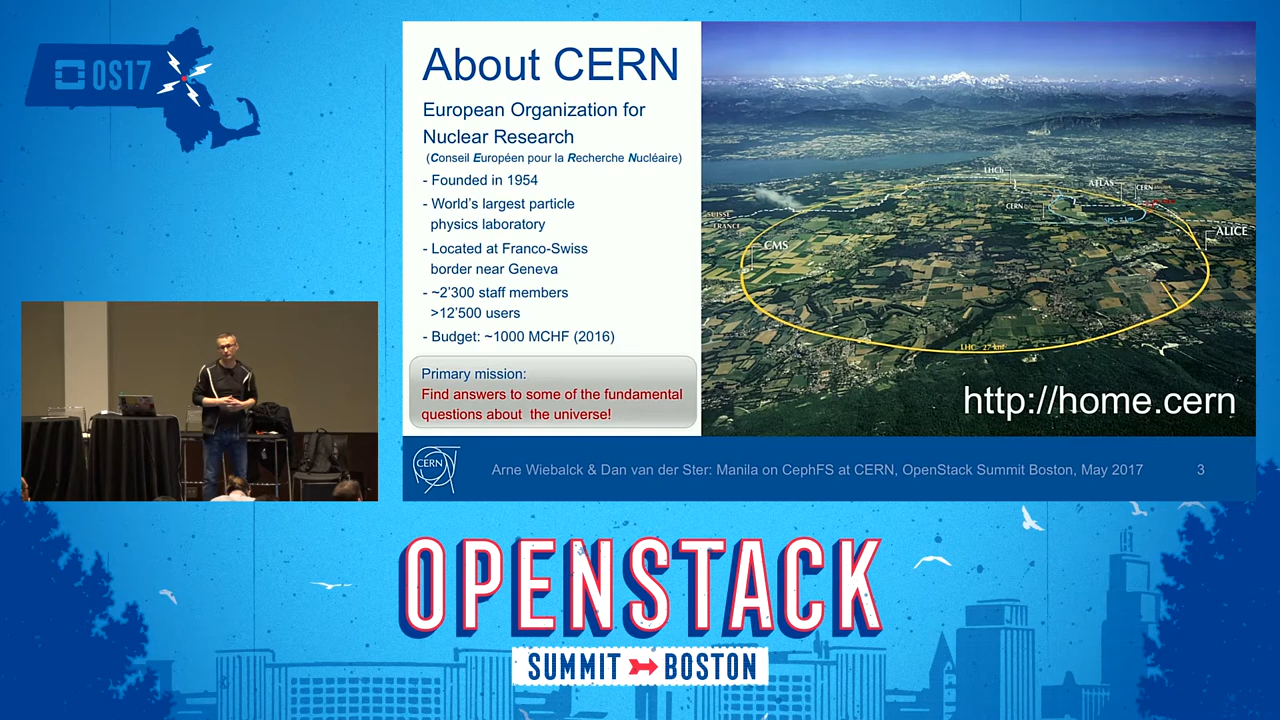 OS17
About CERN
European Organization for
Nuclear Research
(Conseil Européen pour la Recherche Nucléaire)
- Founded in 1954
- World's largest particle
physics laboratory
- Located at Franco-Swiss
border near Geneva
- ~2'300 staff members
>12'500 users
- Budget: ~1000 MCHF (2016)
Primary mission:
Find answers to some of the fundamental
questions about the universe!
LHCb
ATLAS
CERN
CERN
SUISSE
FRANCE
CMS
ALICE
LHC 27 km
http://home.cern
CERN
Arne Wiebalck & Dan van der Ster: Manila on CephFS at CERN, OpenStack Summit Boston, May 2017
3
OPENSTACK
SUMMIT BOSTON